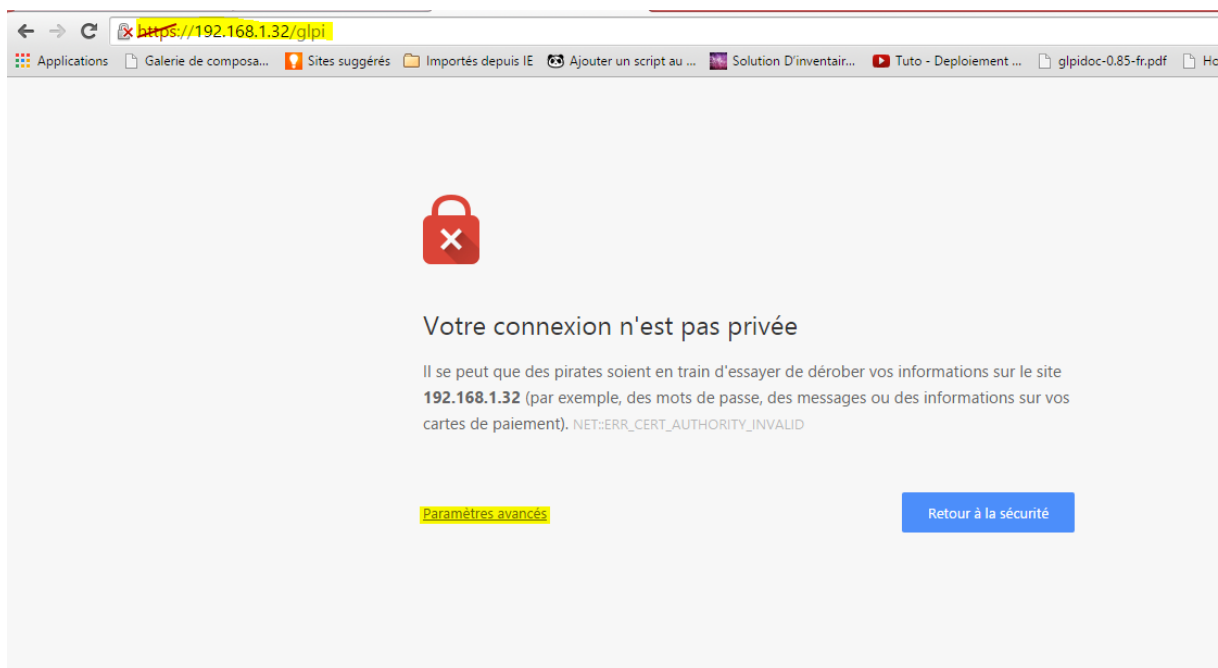 https://192.168.1.32/glpi
Applications Galerie de composa... Sites suggérés Importés depuis IE Ajouter un script au ... Solution D'inventair... Tuto - Deploiement ... glpidoc-0.85-fr.pdf Ho
Votre connexion n'est pas privée
Il se peut que des pirates soient en train d'essayer de dérober vos informations sur le site
192.168.1.32 (par exemple, des mots de passe, des messages ou des informations sur vos
cartes de paiement). NET::ERR_CERT_AUTHORITY_INVALID
Paramètres avancés Retour à la sécurité